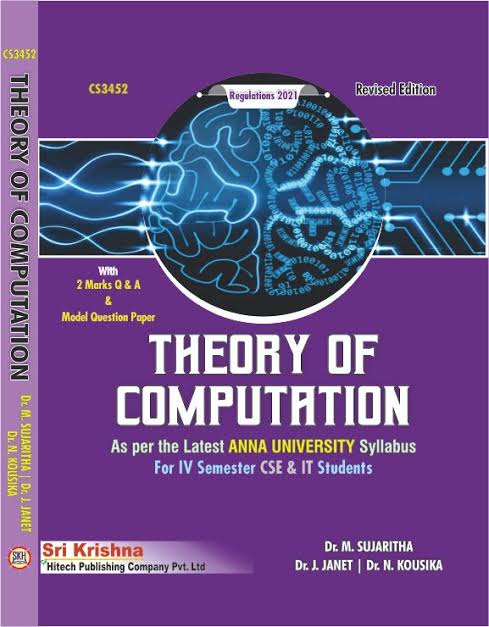 CS3452
THEORY OF COMPUTATION
Dr. M. SUJARITHA | Dr. J. JANET
Dr. N. KOUSIKA
SKH
CS3452
Regulations 2021
Revised Edition
With
2 Marks Q & A
&
Model Question Paper
THEORY OF
COMPUTATION
As per the Latest ANNA UNIVERSITY Syllabus
For IV Semester CSE & IT Students
Sri Krishna
Hitech Publishing Company Pvt. Ltd
Dr. M. SUJARITHA
Dr. J. JANET | Dr. N. KOUSIKA